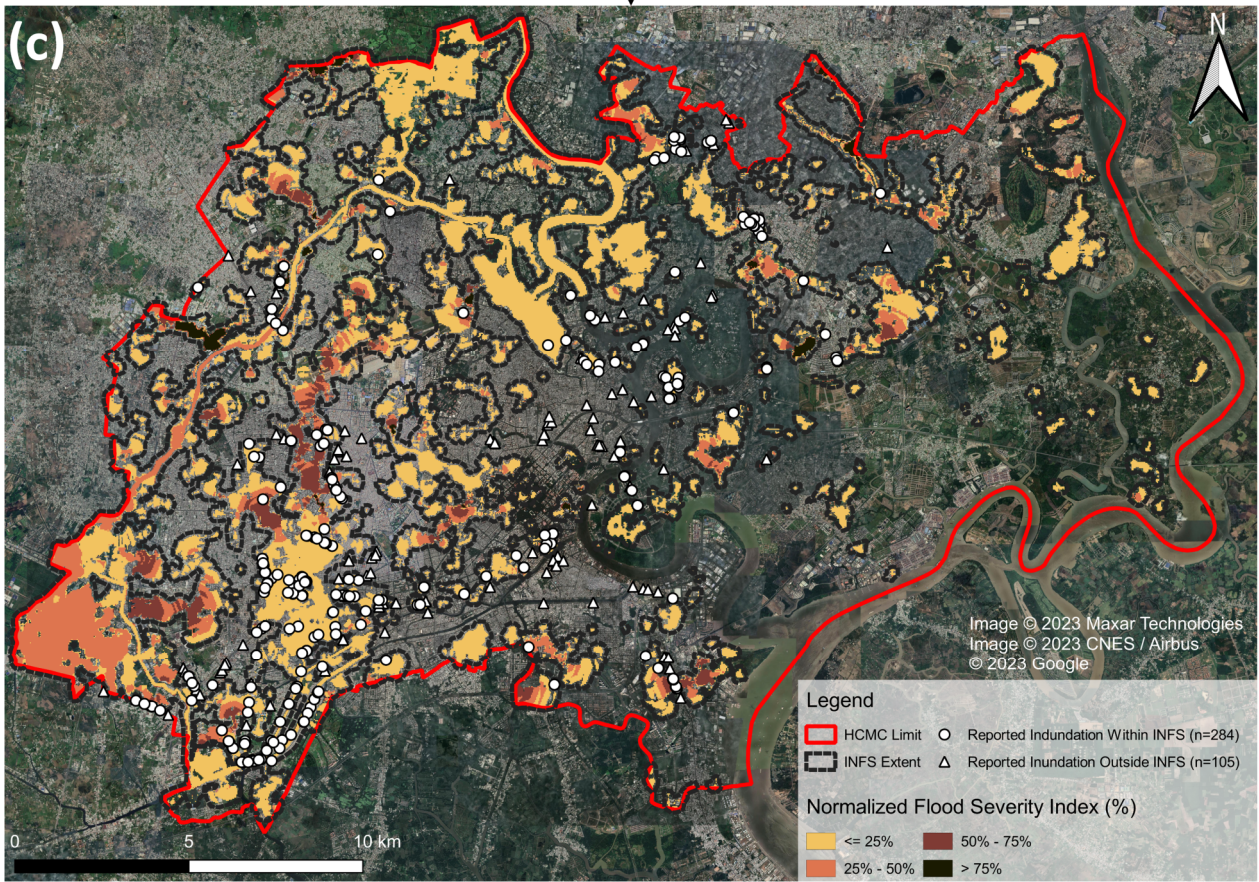 (c)
N
Image © 2023 Maxar Technologies
Image © 2023 CNES / Airbus
© 2023 Google
Legend
HCMC Limit Reported Indundation Within INFS (n=284)
INFS Extent Reported Inundation Outside INFS (n=105)
Normalized Flood Severity Index (%)
<= 25% 50% - 75%
25% - 50% > 75%
0 5 10 km